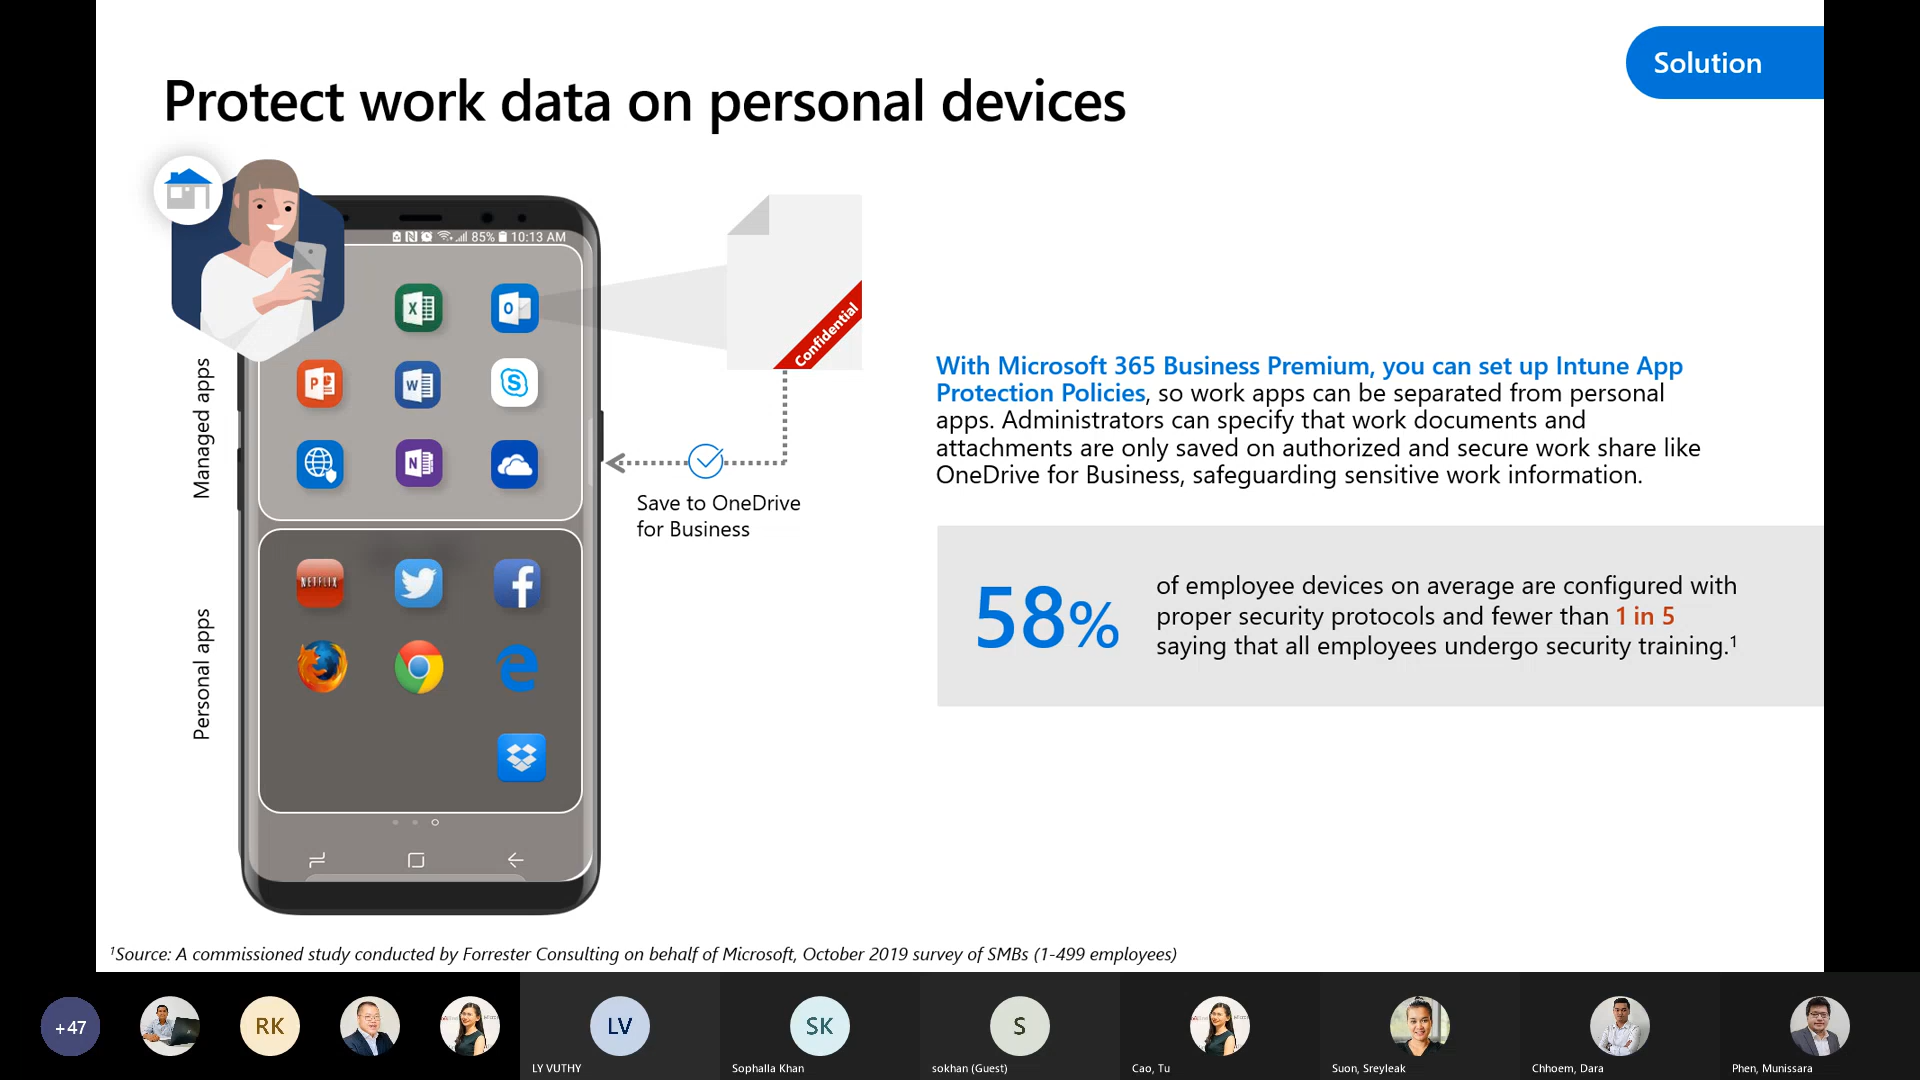 Solution
Protect work data on personal devices
85% 10:13 AM
X
O
Confidential
With Microsoft 365 Business Premium, you can set up Intune App
Protection Policies, so work apps can be separated from personal
apps. Administrators can specify that work documents and
attachments are only saved on authorized and secure work share like
OneDrive for Business, safeguarding sensitive work information.
Managed apps
P
W
S
N
Save to OneDrive
for Business
58%
of employee devices on average are configured with
proper security protocols and fewer than 1 in 5
saying that all employees undergo security training.¹
Personal apps
NETFLIX
¹Source: A commissioned study conducted by Forrester Consulting on behalf of Microsoft, October 2019 survey of SMBs (1-499 employees)
+47
RK
LV
SK
S
LY VUTHY
Sophalla Khan
sokhan (Guest)
Cao, Tu
Suon, Sreyleak
Chhoem, Dara
Phen, Munissara